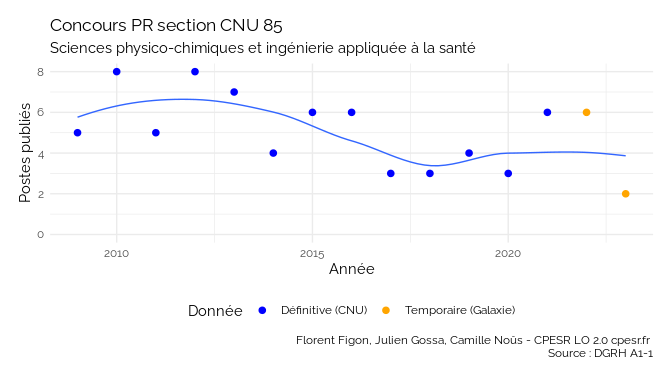 Concours PR section CNU 85
Sciences physico-chimiques et ingénierie appliquée à la santé
Postes publiés
8
6
4
2
0
2010
2015
2020
Année
Donnée
Définitive (CNU)
Temporaire (Galaxie)
Florent Figon, Julien Gossa, Camille Noûs - CPESR LO 2.0 cpesr.fr
Source : DGRH A1-1